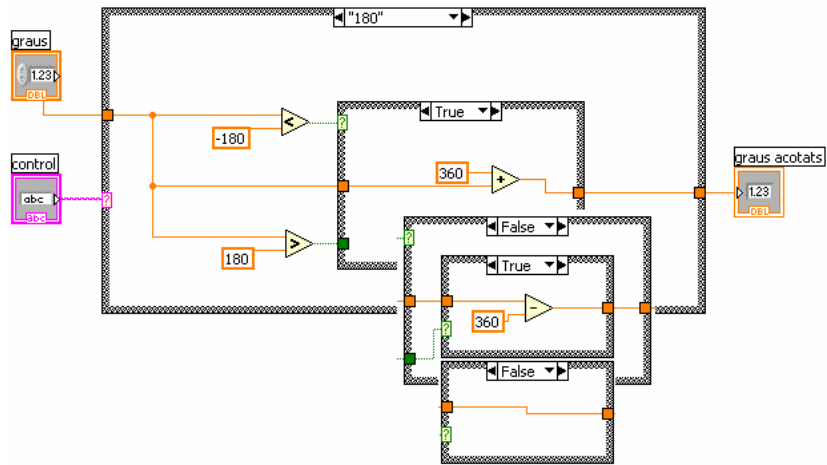 "180"
graus
1.23
DBL
<
?
True
-180
control
abc
abc
?
360
+
graus acotats
1.23
DBL
>
180
?
False
True
-
360
?
False
?